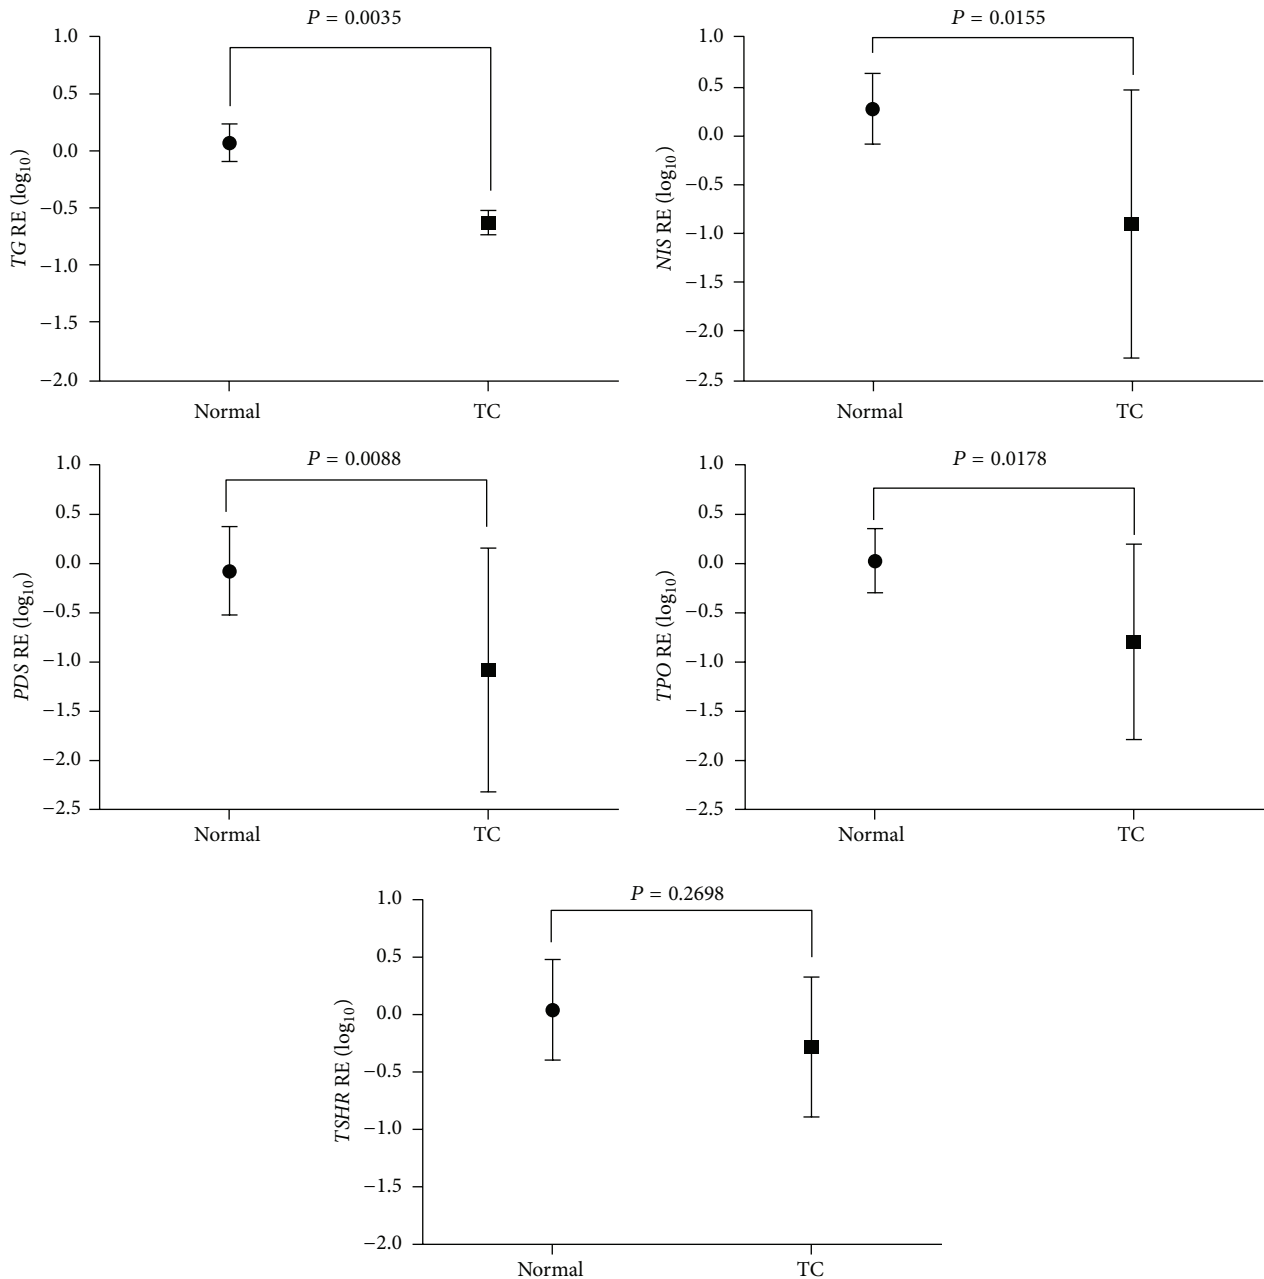 P = 0.0035
1.0
0.5
0.0
−0.5
−1.0
−1.5
−2.0
TG RE (log10)
Normal TC
P = 0.0155
1.0
0.5
0.0
−0.5
−1.0
−1.5
−2.0
−2.5
NIS RE (log10)
Normal TC
P = 0.0088
1.0
0.5
0.0
−0.5
−1.0
−1.5
−2.0
−2.5
PDS RE (log10)
Normal TC
P = 0.0178
1.0
0.5
0.0
−0.5
−1.0
−1.5
−2.0
−2.5
TPO RE (log10)
Normal TC
P = 0.2698
1.0
0.5
0.0
−0.5
−1.0
−1.5
−2.0
TSHR RE (log10)
Normal TC